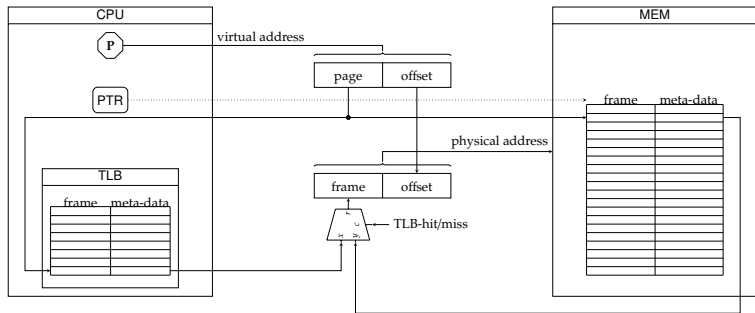 CPU
MEM
P
virtual address
page
offset
PTR
frame
meta-data
physical address
TLB
frame
offset
frame
meta-data
r
c
TLB-hit/miss
x
y